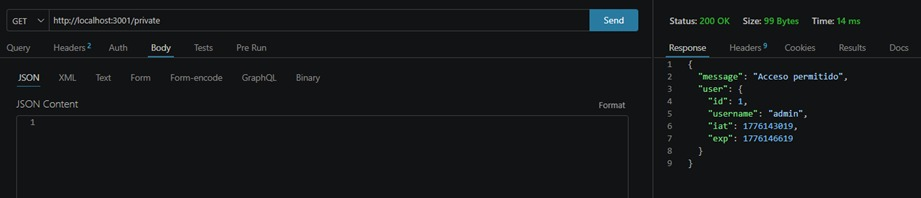 GET http://localhost:3001/private Send
Query Headers 2 Auth Body Tests Pre Run
JSON XML Text Form Form-encode GraphQL Binary
JSON Content Format
1
Status: 200 OK Size: 99 Bytes Time: 14 ms
Response Headers 9 Cookies Results Docs
1 {
2 "message": "Acceso permitido",
3 "user": {
4 "id": 1,
5 "username": "admin",
6 "iat": 1776143019,
7 "exp": 1776146619
8 }
9 }